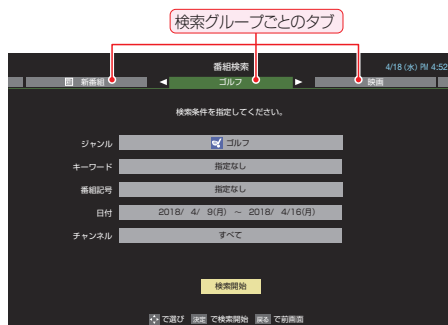 検索グループごとのタブ
番組検索 4/18 (水) PM 4:52
新番組 ◀ ゴルフ ▶ 映画
検索条件を指定してください。
ジャンル ゴルフ
キーワード 指定なし
番組記号 指定なし
日付 2018/ 4/ 9(月) ～ 2018/ 4/16(月)
チャンネル すべて
検索開始
で選び 決定 で検索開始 戻る で前画面